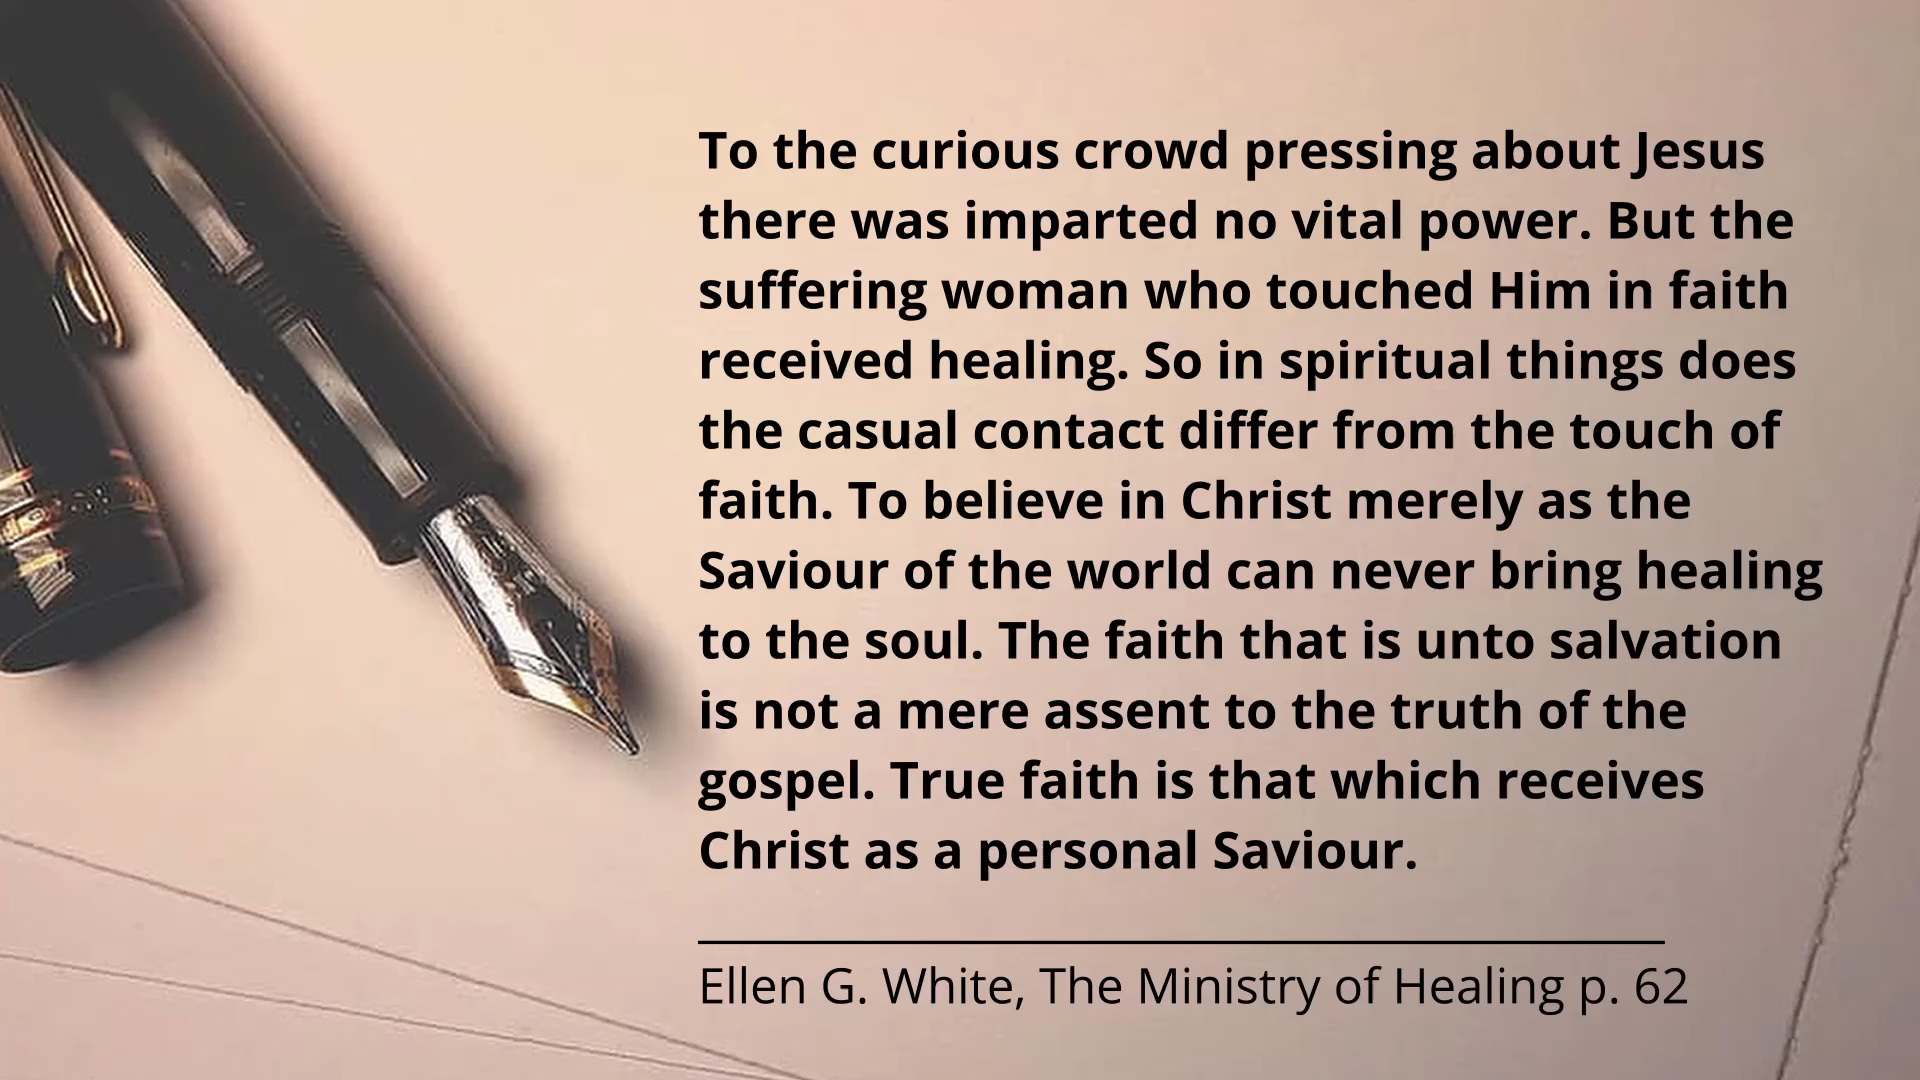 To the curious crowd pressing about Jesus
there was imparted no vital power. But the
suffering woman who touched Him in faith
received healing. So in spiritual things does
the casual contact differ from the touch of
faith. To believe in Christ merely as the
Saviour of the world can never bring healing
to the soul. The faith that is unto salvation
is not a mere assent to the truth of the
gospel. True faith is that which receives
Christ as a personal Saviour.
Ellen G. White, The Ministry of Healing p. 62